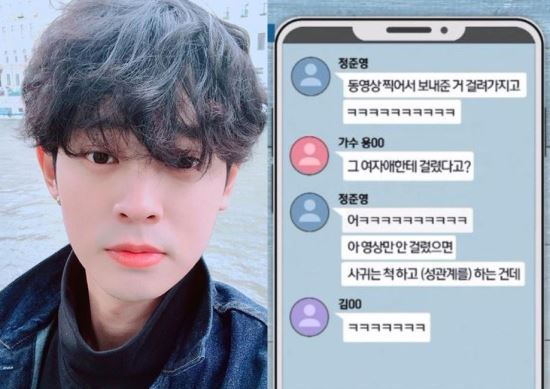 정준영
동영상 찍어서 보내준 거 걸려가지고
ㅋㅋㅋㅋㅋㅋㅋㅋㅋㅋ
가수 용00
그 여자애한테 걸렸다고?
정준영
어ㅋㅋㅋㅋㅋㅋㅋㅋㅋㅋ
아 영상만 안 걸렸으면
사귀는 척 하고 (성관계를) 하는 건데
김00
ㅋㅋㅋㅋㅋㅋㅋ